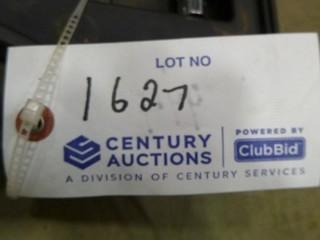 LOT NO
1627
CENTURY AUCTIONS
POWERED BY
ClubBid
A DIVISION OF CENTURY SERVICES